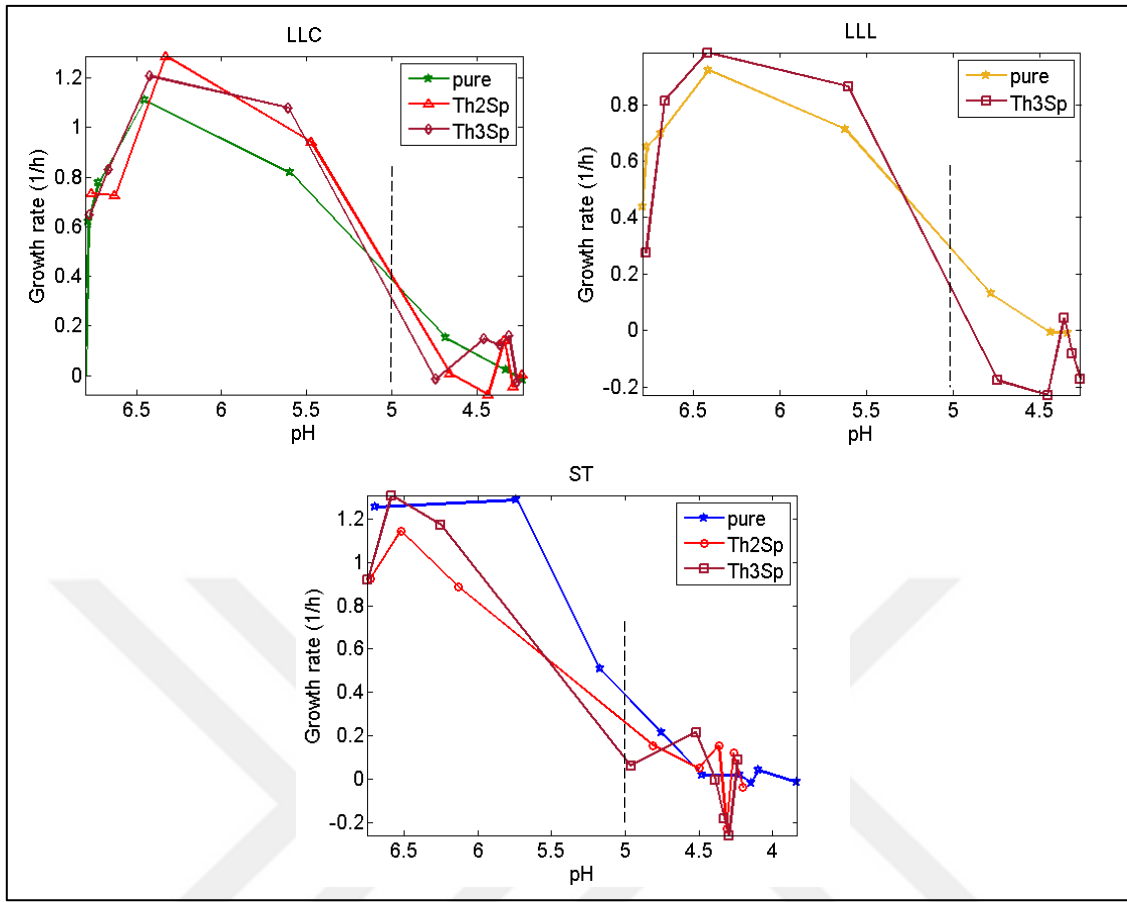 LLC
pure
Th2Sp
Th3Sp
1.2
1
0.8
0.6
0.4
0.2
0
Growth rate (1/h)
6.5 6 5.5 5 4.5
pH
LLL
pure
Th3Sp
0.8
0.6
0.4
0.2
0
-0.2
Growth rate (1/h)
6.5 6 5.5 5 4.5
pH
ST
pure
Th2Sp
Th3Sp
1.2
1
0.8
0.6
0.4
0.2
0
-0.2
Growth rate (1/h)
6.5 6 5.5 5 4.5 4
pH